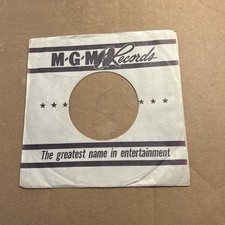 M-G-M Records
The greatest name in entertainment